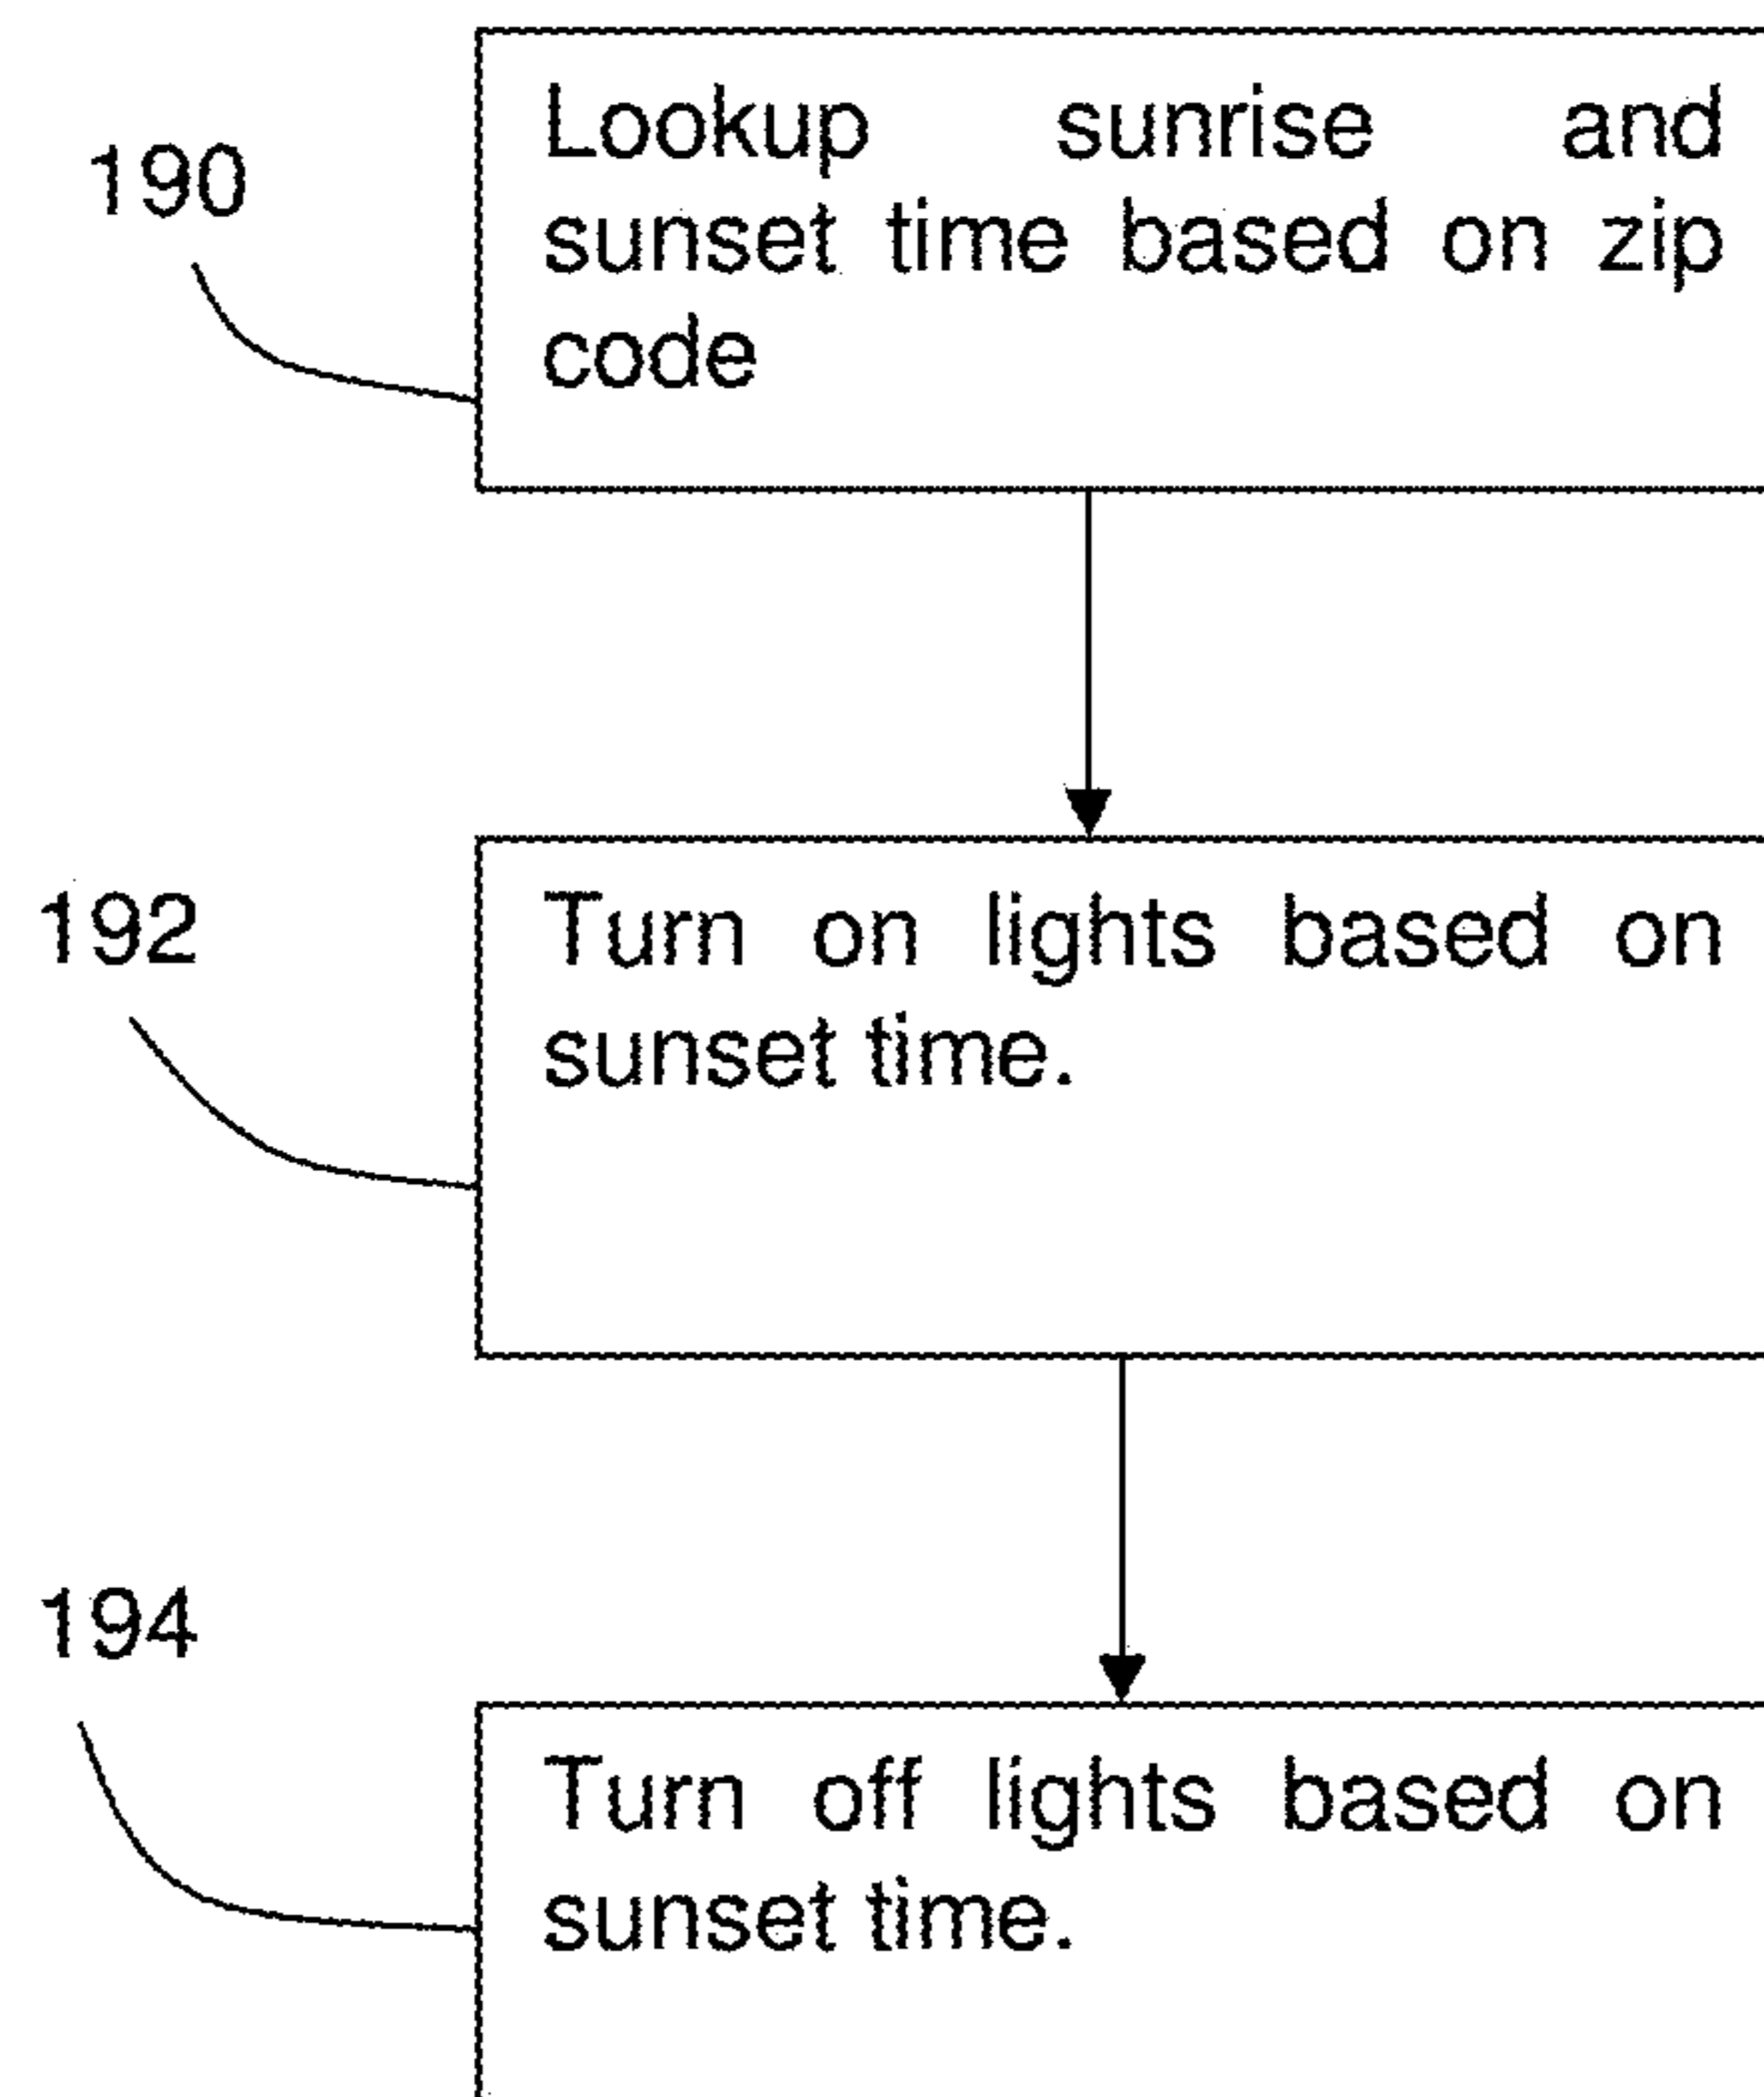 190
Lookup sunrise and
sunset time based on zip
code
192
Turn on lights based on
sunset time.
194
Turn off lights based on
sunset time.